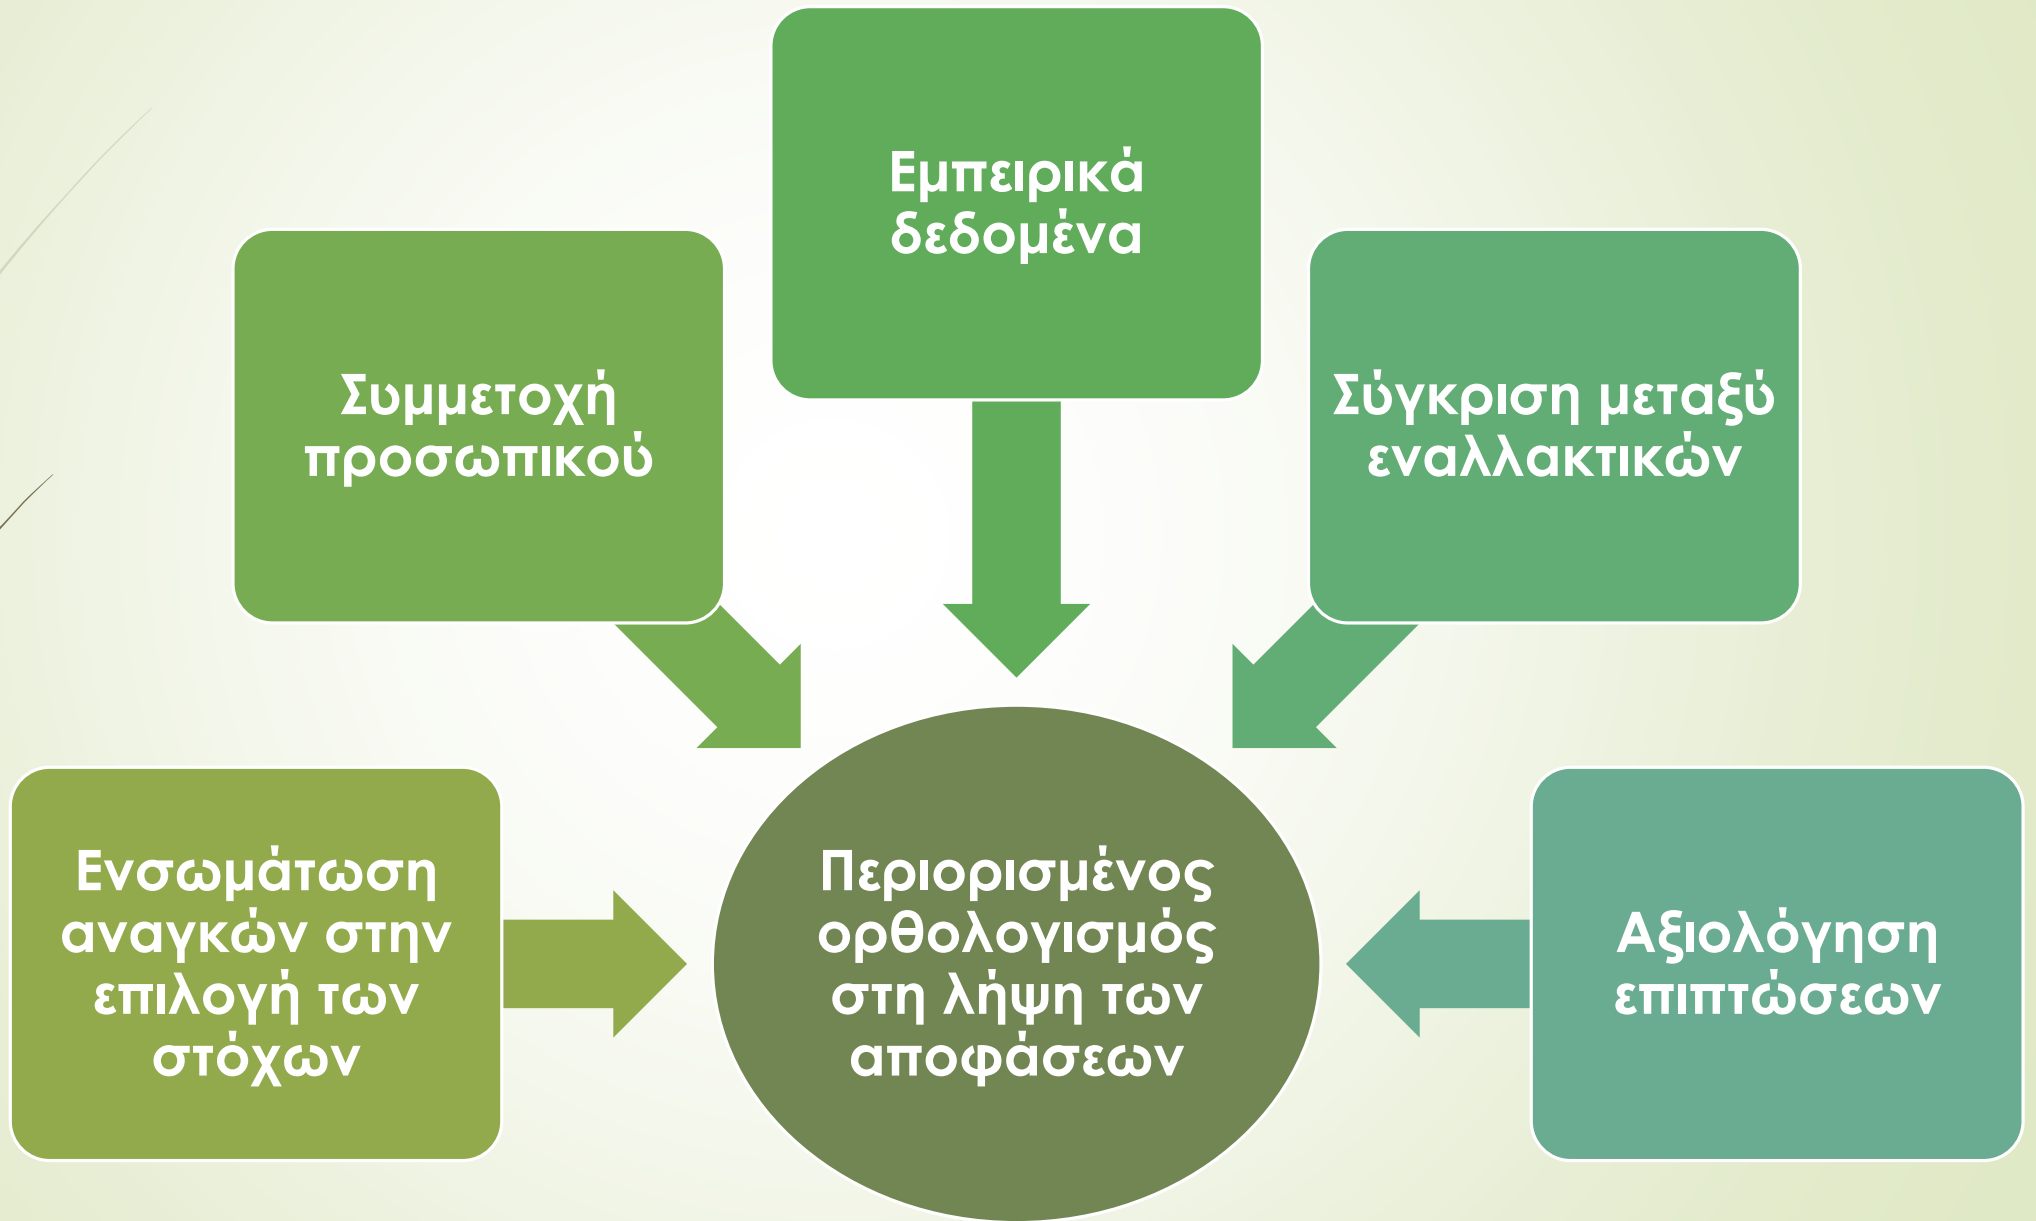 Εμπειρικά
δεδομένα
Συμμετοχή
προσωπικού
Σύγκριση μεταξύ
εναλλακτικών
Ενσωμάτωση
αναγκών στην
επιλογή των
στόχων
Περιορισμένος
ορθολογισμός
στη λήψη των
αποφάσεων
Αξιολόγηση
επιπτώσεων